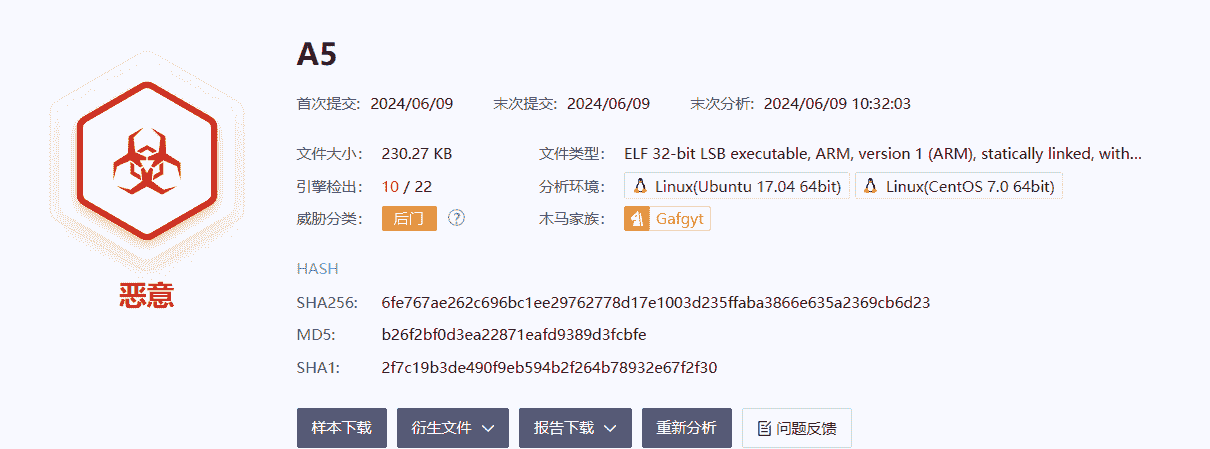 A5
首次提交: 2024/06/09 末次提交: 2024/06/09 末次分析: 2024/06/09 10:32:03
文件大小: 230.27 KB 文件类型: ELF 32-bit LSB executable, ARM, version 1 (ARM), statically linked, with...
引擎检出: 10 / 22 分析环境: Linux(Ubuntu 17.04 64bit) Linux(CentOS 7.0 64bit)
威胁分类: 后门 ? 木马家族: Gafgyt
恶意
HASH
SHA256: 6fe767ae262c696bc1ee29762778d17e1003d235ffaba3866e635a2369cb6d23
MD5: b26f2bf0d3ea22871eafd9389d3fcbfe
SHA1: 2f7c19b3de490f9eb594b2f264b78932e67f2f30
样本下载 衍生文件 报告下载 重新分析 问题反馈